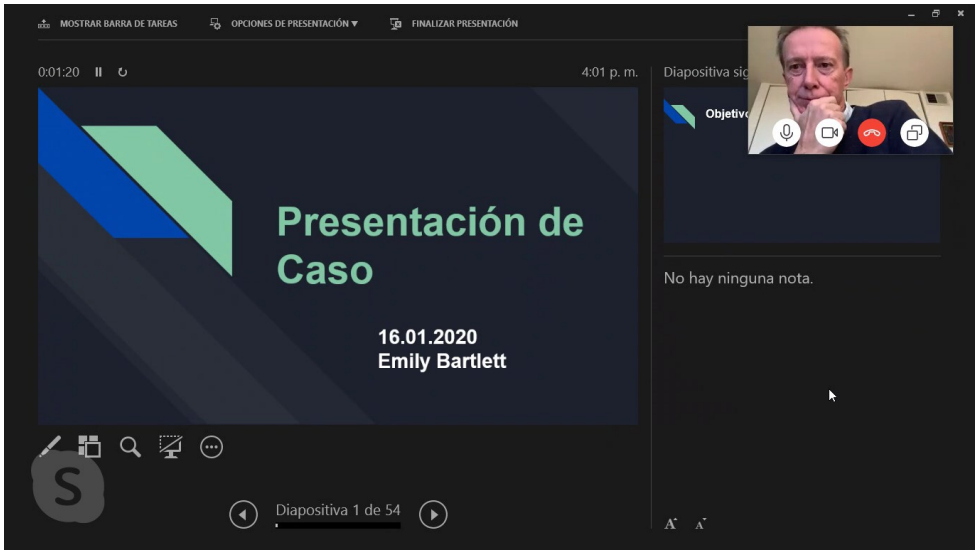 MOSTRAR BARRA DE TAREAS
OPCIONES DE PRESENTACIÓN ▼
FINALIZAR PRESENTACIÓN
0:01:20
4:01 p. m.
Diapositiva sig
Presentación de
Caso
16.01.2020
Emily Bartlett
Objetivo
No hay ninguna nota.
S
Diapositiva 1 de 54
A A